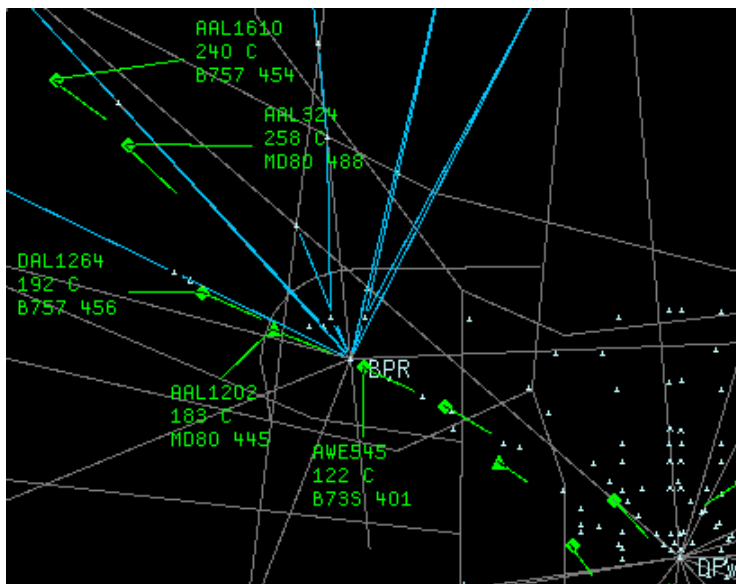 AAL1610
240 C
B757 454
AAL324
258 C
MD80 488
DAL1264
192 C
B757 456
BPR
AAL1202
183 C
MD80 445
AWE545
122 C
B73S 401